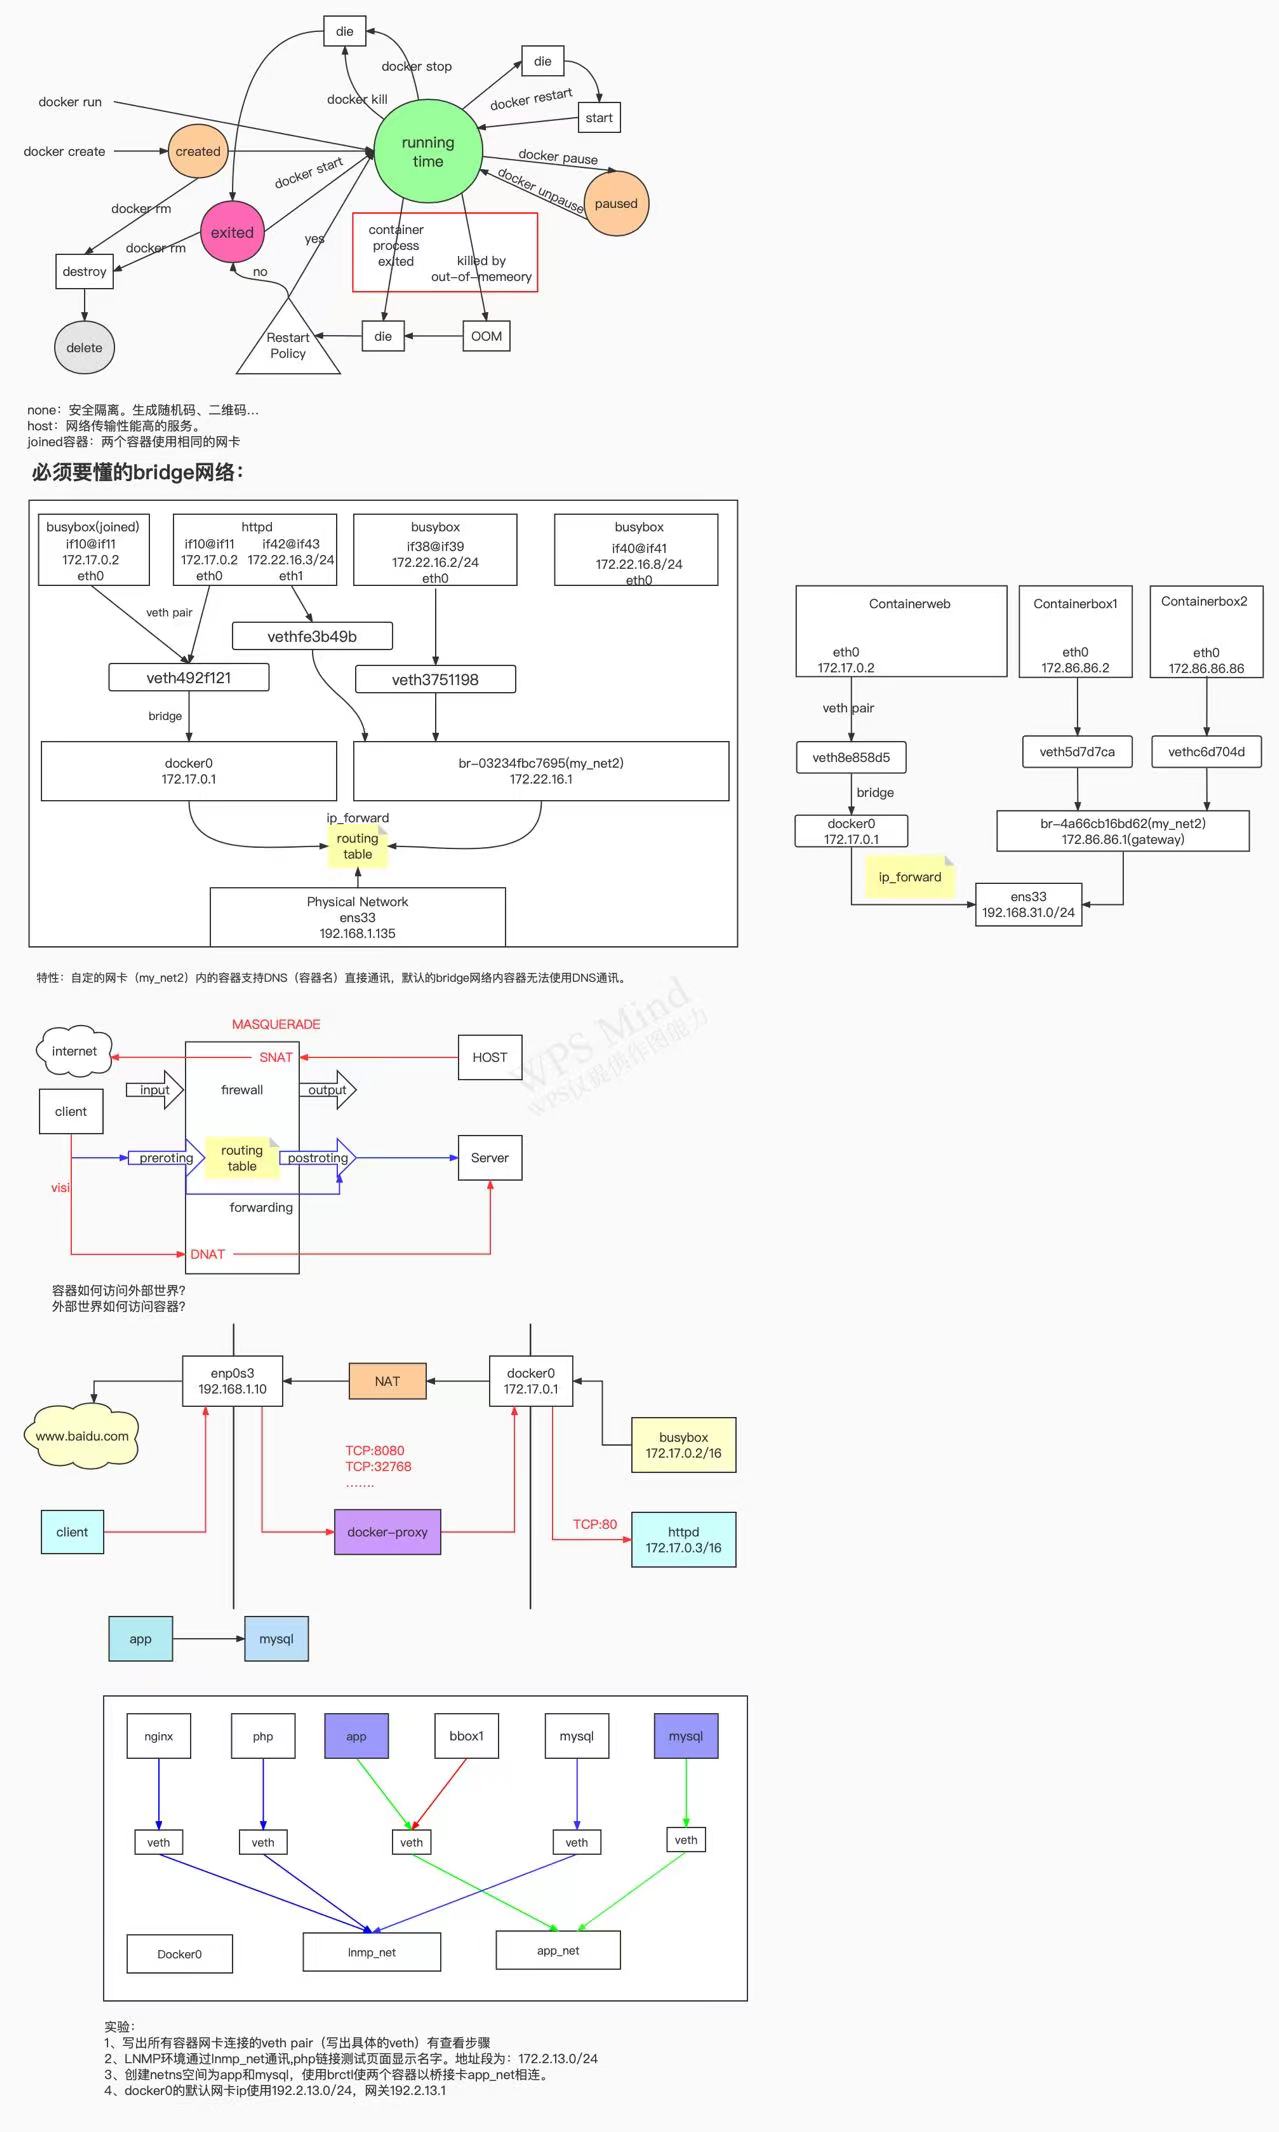 die
docker stop
die
docker run
docker kill
docker restart
start
running
time
docker create
created
docker start
docker pause
docker unpause
paused
docker rm
exited
container
process
exited
docker rm
yes
no
killed by
out-of-memeory
destroy
delete
Restart
Policy
die
OOM
none：安全隔离。生成随机码、二维码...
host：网络传输性能高的服务。
joined容器：两个容器使用相同的网卡
必须要懂的bridge网络：
busybox(joined)
if10@if11
172.17.0.2
eth0
httpd
if10@if11
172.17.0.2
eth0
if42@if43
172.22.16.3/24
eth1
busybox
if38@if39
172.22.16.2/24
eth0
busybox
if40@if41
172.22.16.8/24
eth0
veth pair
vethfe3b49b
veth492f121
veth3751198
bridge
docker0
172.17.0.1
br-03234fbc7695(my_net2)
172.22.16.1
ip_forward
routing
table
Physical Network
ens33
192.168.1.135
Containerweb
eth0
172.17.0.2
Containerbox1
eth0
172.86.86.2
Containerbox2
eth0
172.86.86.86
veth pair
veth8e858d5
veth5d7d7ca
vethc6d704d
bridge
docker0
172.17.0.1
br-4a66cb16bd62(my_net2)
172.86.86.1(gateway)
ip_forward
ens33
192.168.31.0/24
特性：自定的网卡（my_net2）内的容器支持DNS（容器名）直接通讯，默认的bridge网络内容器无法使用DNS通讯。
WPS Mind
WPS仅提供作图能力
MASQUERADE
internet
SNAT
HOST
input
firewall
output
client
preroting
routing
table
postroting
Server
visi
forwarding
DNAT
容器如何访问外部世界？
外部世界如何访问容器？
enp0s3
192.168.1.10
NAT
docker0
172.17.0.1
www.baidu.com
busybox
172.17.0.2/16
TCP:8080
TCP:32768
.......
client
docker-proxy
TCP:80
httpd
172.17.0.3/16
app
mysql
nginx
php
app
bbox1
mysql
mysql
veth
veth
veth
veth
veth
Docker0
lnmp_net
app_net
实验：
1、写出所有容器网卡连接的veth pair（写出具体的veth）有查看步骤
2、LNMP环境通过lnmp_net通讯,php链接测试页面显示名字。地址段为：172.2.13.0/24
3、创建netns空间为app和mysql，使用brctl使两个容器以桥接卡app_net相连。
4、docker0的默认网卡ip使用192.2.13.0/24，网关192.2.13.1